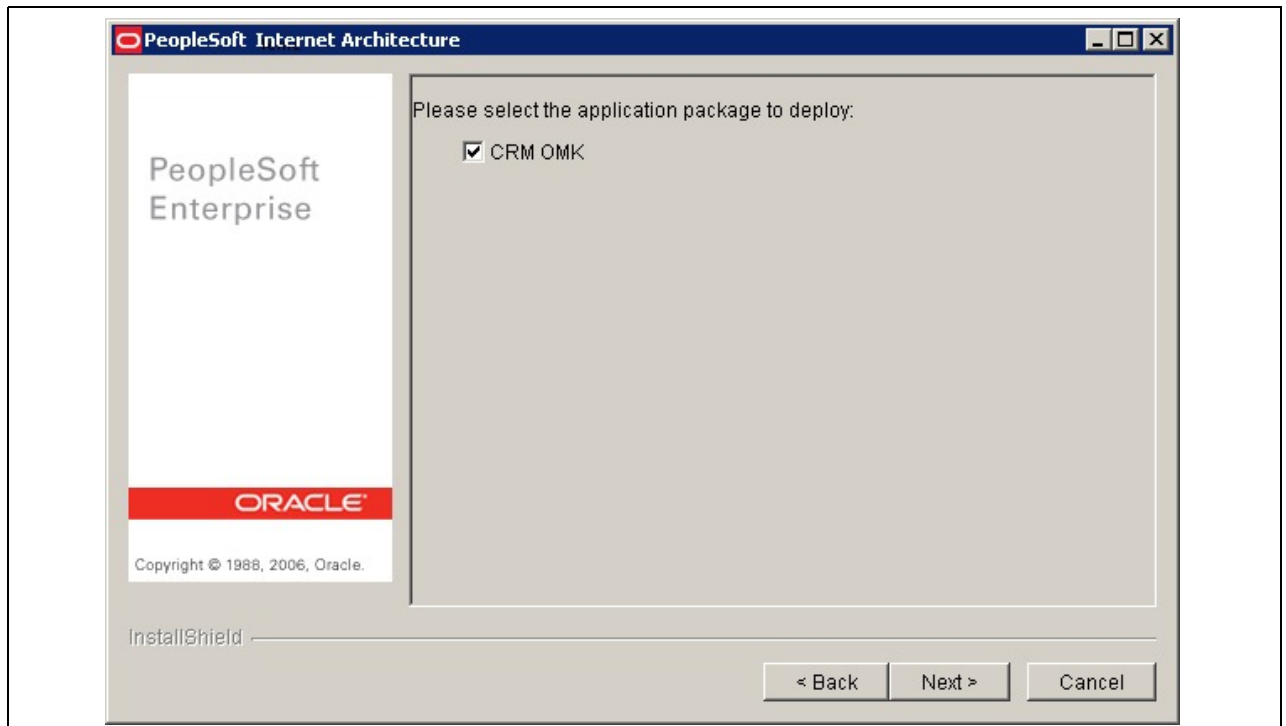 PeopleSoft Internet Architecture
PeopleSoft
Enterprise
ORACLE®
Copyright © 1988, 2006, Oracle.
Please select the application package to deploy:
CRM OMK
InstallShield
< Back
Next >
Cancel